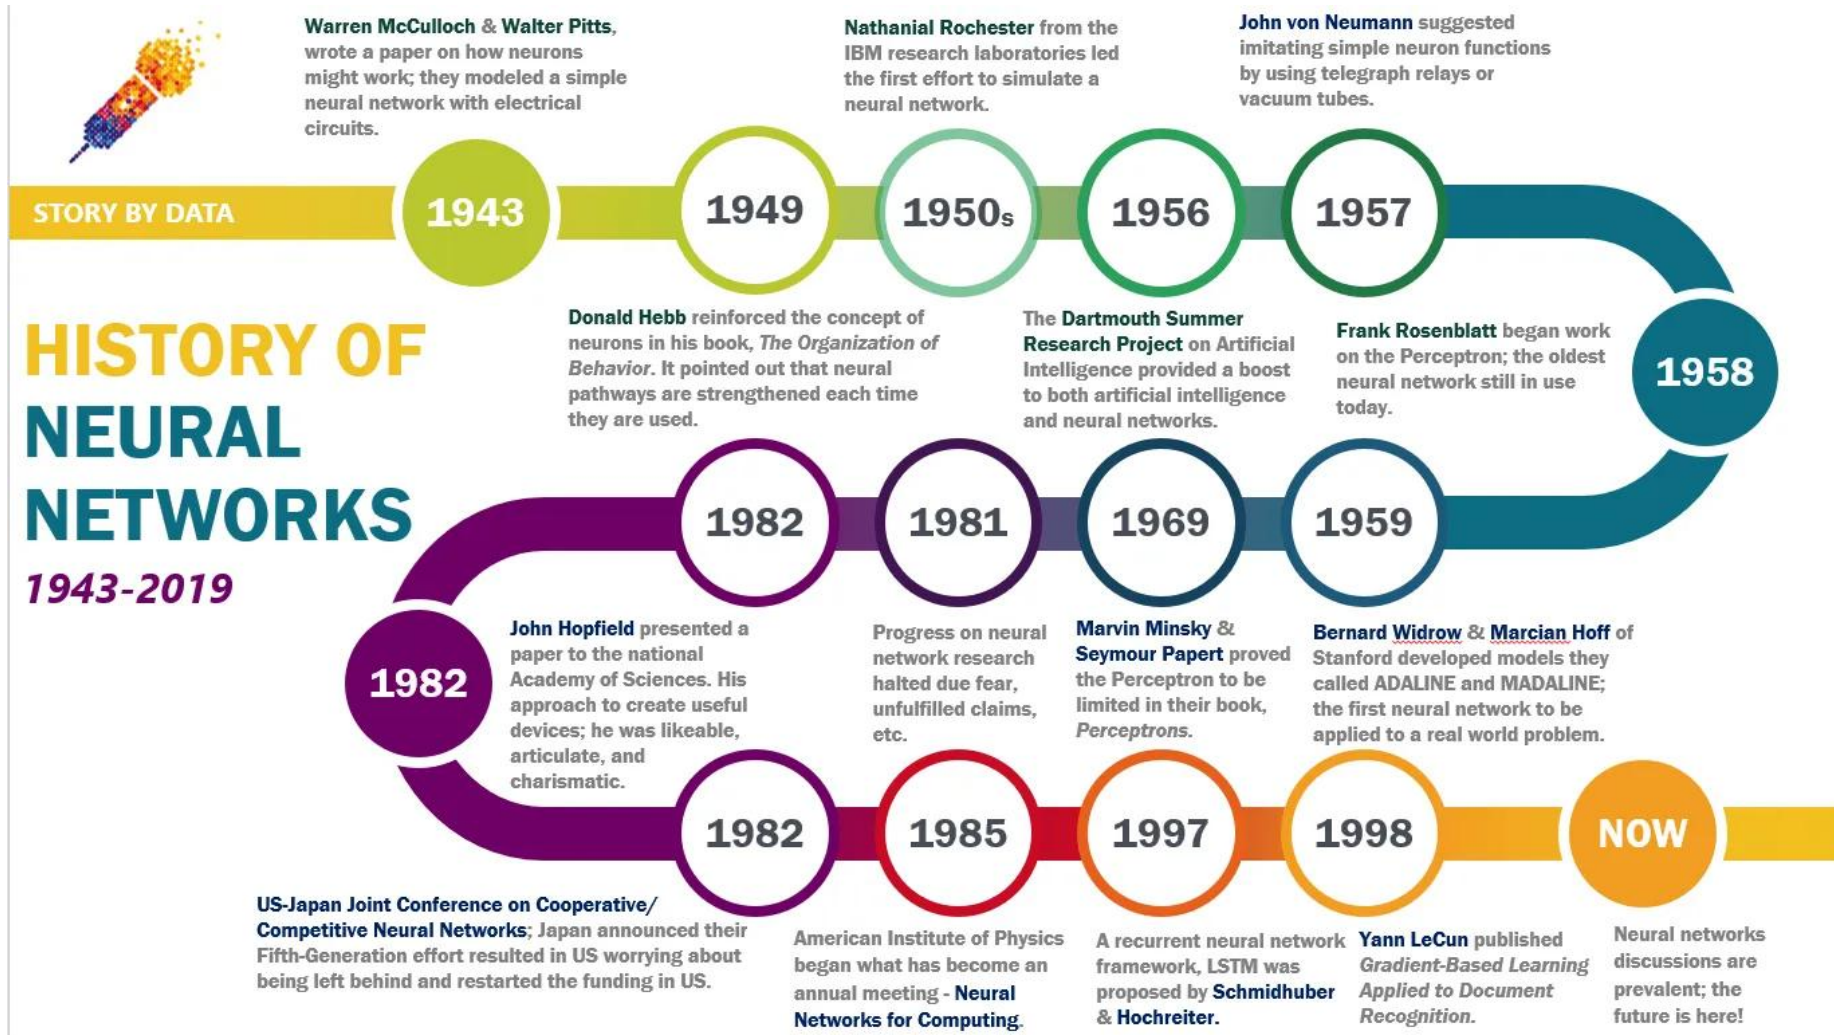 Warren McCulloch & Walter Pitts,
wrote a paper on how neurons
might work; they modeled a simple
neural network with electrical
circuits.
Nathanial Rochester from the
IBM research laboratories led
the first effort to simulate a
neural network.
John von Neumann suggested
imitating simple neuron functions
by using telegraph relays or
vacuum tubes.
STORY BY DATA
1943
1949
1950s
1956
1957
HISTORY OF
NEURAL
NETWORKS
1943-2019
Donald Hebb reinforced the concept of
neurons in his book, The Organization of
Behavior. It pointed out that neural
pathways are strengthened each time
they are used.
The Dartmouth Summer
Research Project on Artificial
Intelligence provided a boost
to both artificial intelligence
and neural networks.
Frank Rosenblatt began work
on the Perceptron; the oldest
neural network still in use
today.
1958
1982
1981
1969
1959
1982
John Hopfield presented a
paper to the national
Academy of Sciences. His
approach to create useful
devices; he was likeable,
articulate, and
charismatic.
Progress on neural
network research
halted due fear,
unfulfilled claims,
etc.
Marvin Minsky &
Seymour Papert proved
the Perceptron to be
limited in their book,
Perceptrons.
Bernard Widrow & Marcian Hoff of
Stanford developed models they
called ADALINE and MADALINE;
the first neural network to be
applied to a real world problem.
1982
1985
1997
1998
NOW
US-Japan Joint Conference on Cooperative/
Competitive Neural Networks; Japan announced their
Fifth-Generation effort resulted in US worrying about
being left behind and restarted the funding in US.
American Institute of Physics
began what has become an
annual meeting - Neural
Networks for Computing.
A recurrent neural network
framework, LSTM was
proposed by Schmidhuber
& Hochreiter.
Yann LeCun published
Gradient-Based Learning
Applied to Document
Recognition.
Neural networks
discussions are
prevalent; the
future is here!